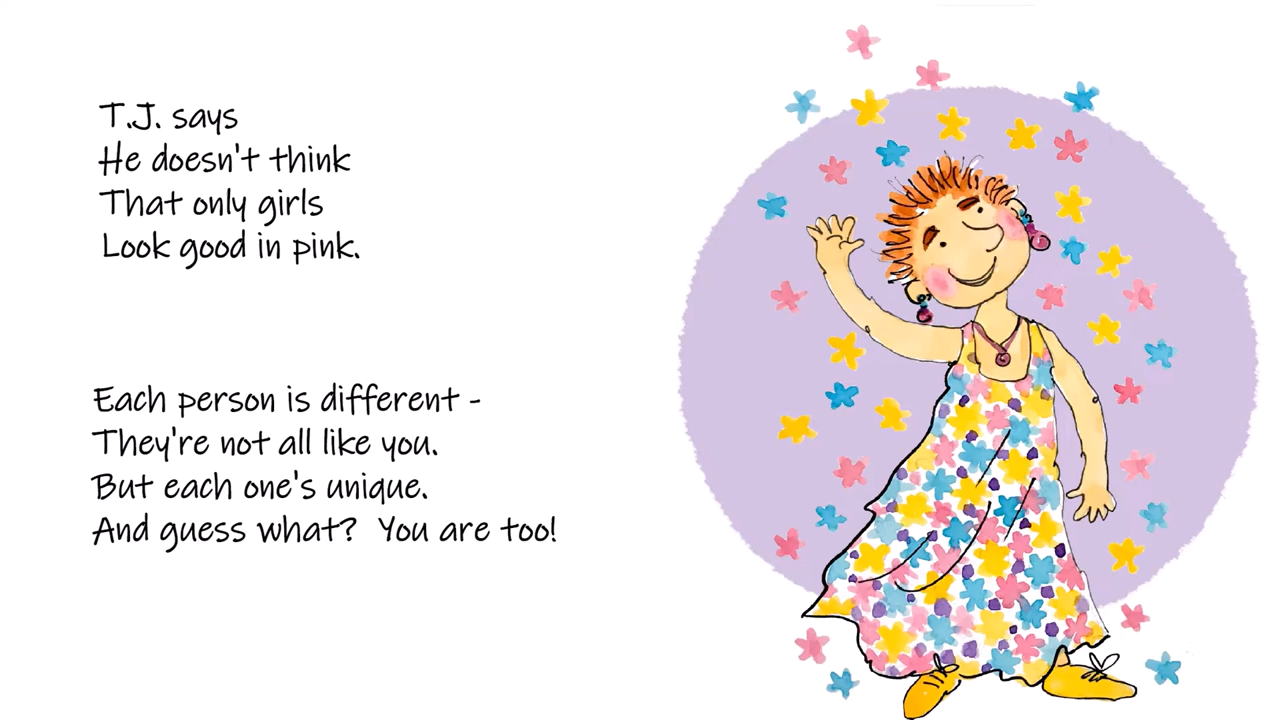 T.J. says
He doesn't think
That only girls
Look good in pink.
Each person is different -
They're not all like you.
But each one's unique.
And guess what?  You are too!